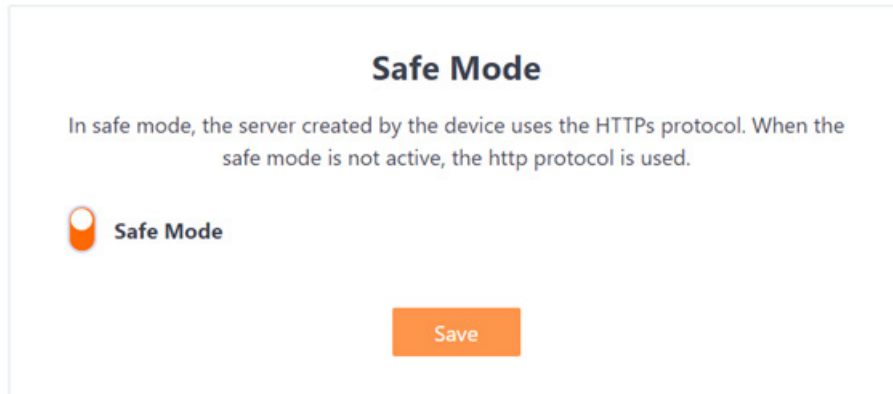 Safe Mode
In safe mode, the server created by the device uses the HTTPs protocol. When the
safe mode is not active, the http protocol is used.
Safe Mode
Save